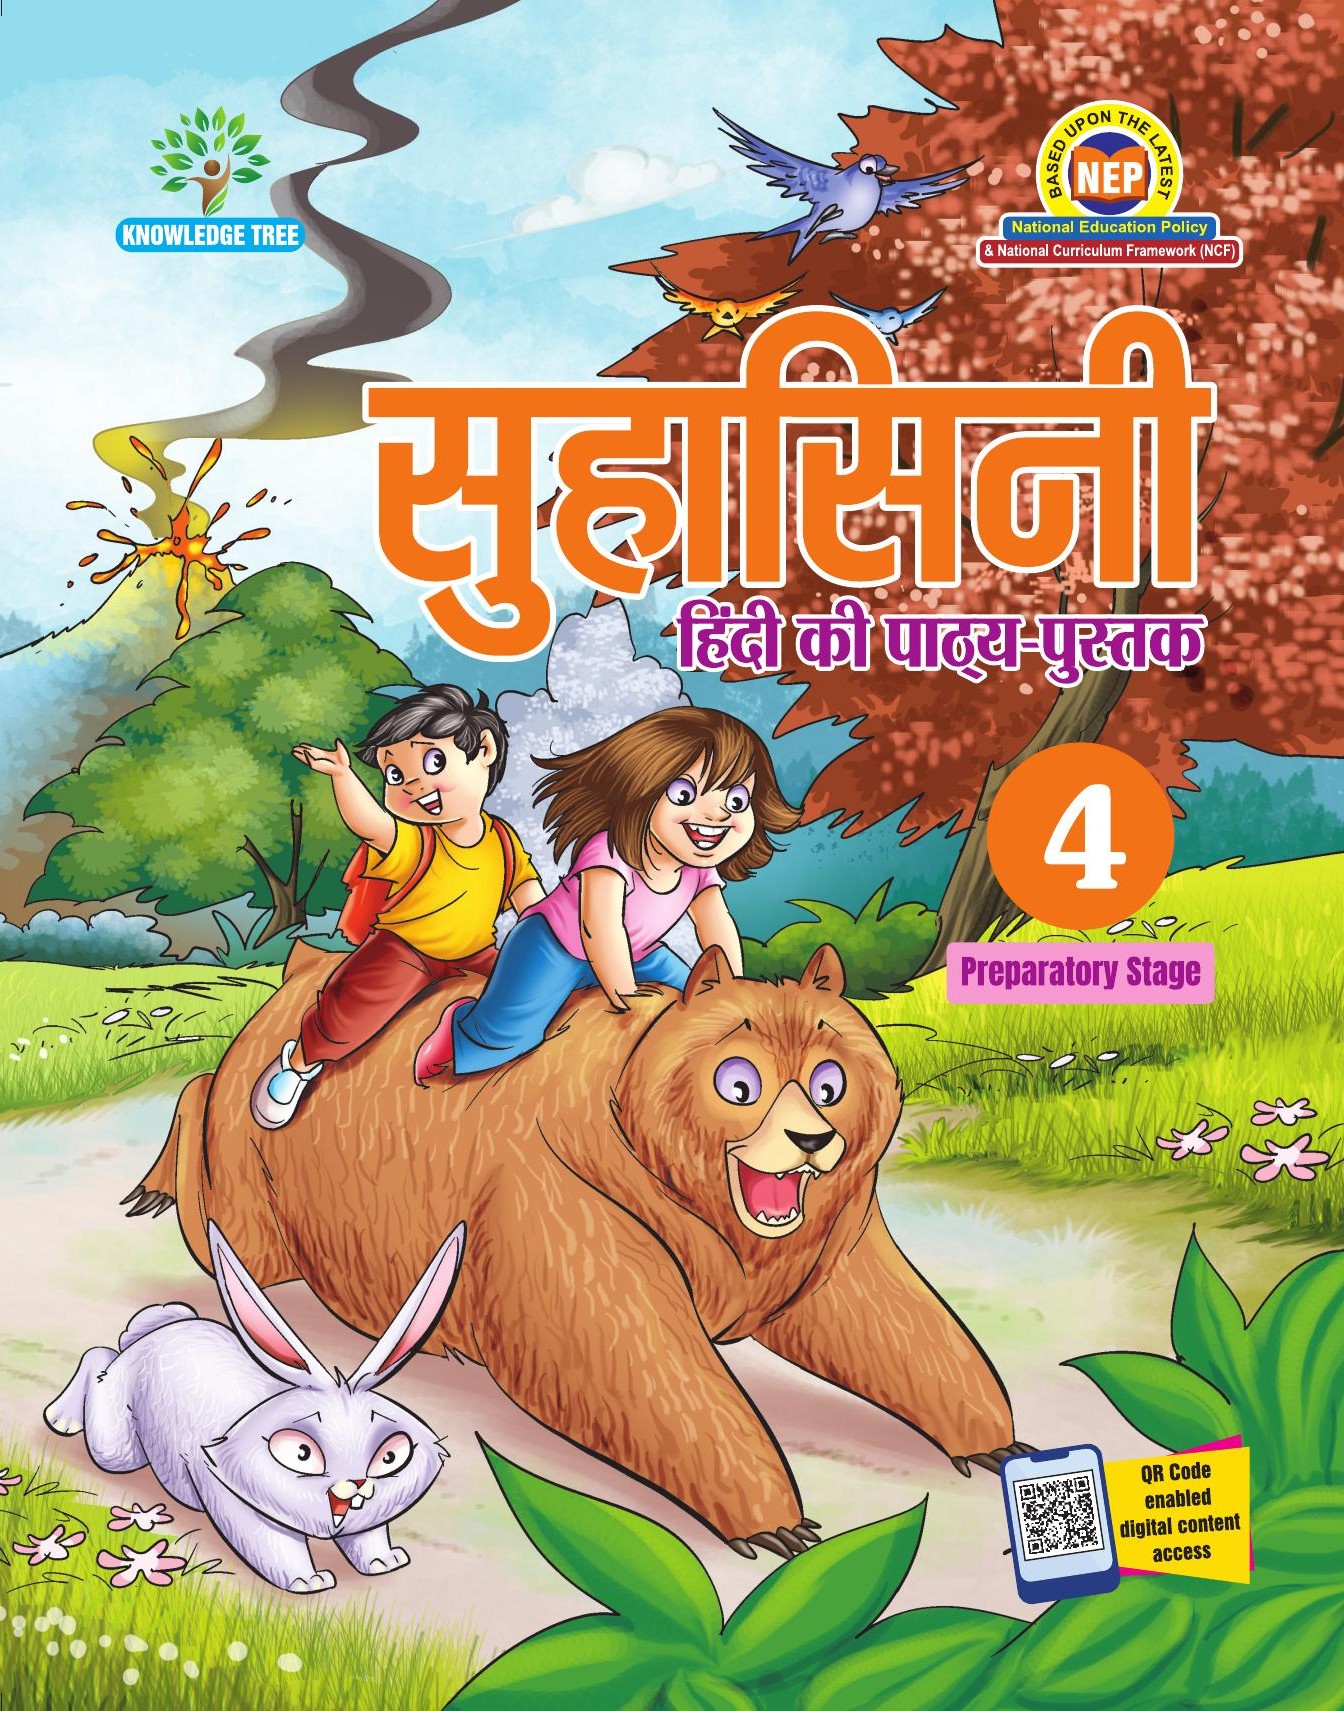 KNOWLEDGE TREE
BASED UPON THE LATEST
NEP
National Education Policy
& National Curriculum Framework (NCF)
सुहासिनी
हिंदी की पाठ्य-पुस्तक
4
Preparatory Stage
QR Code
enabled
digital content
access